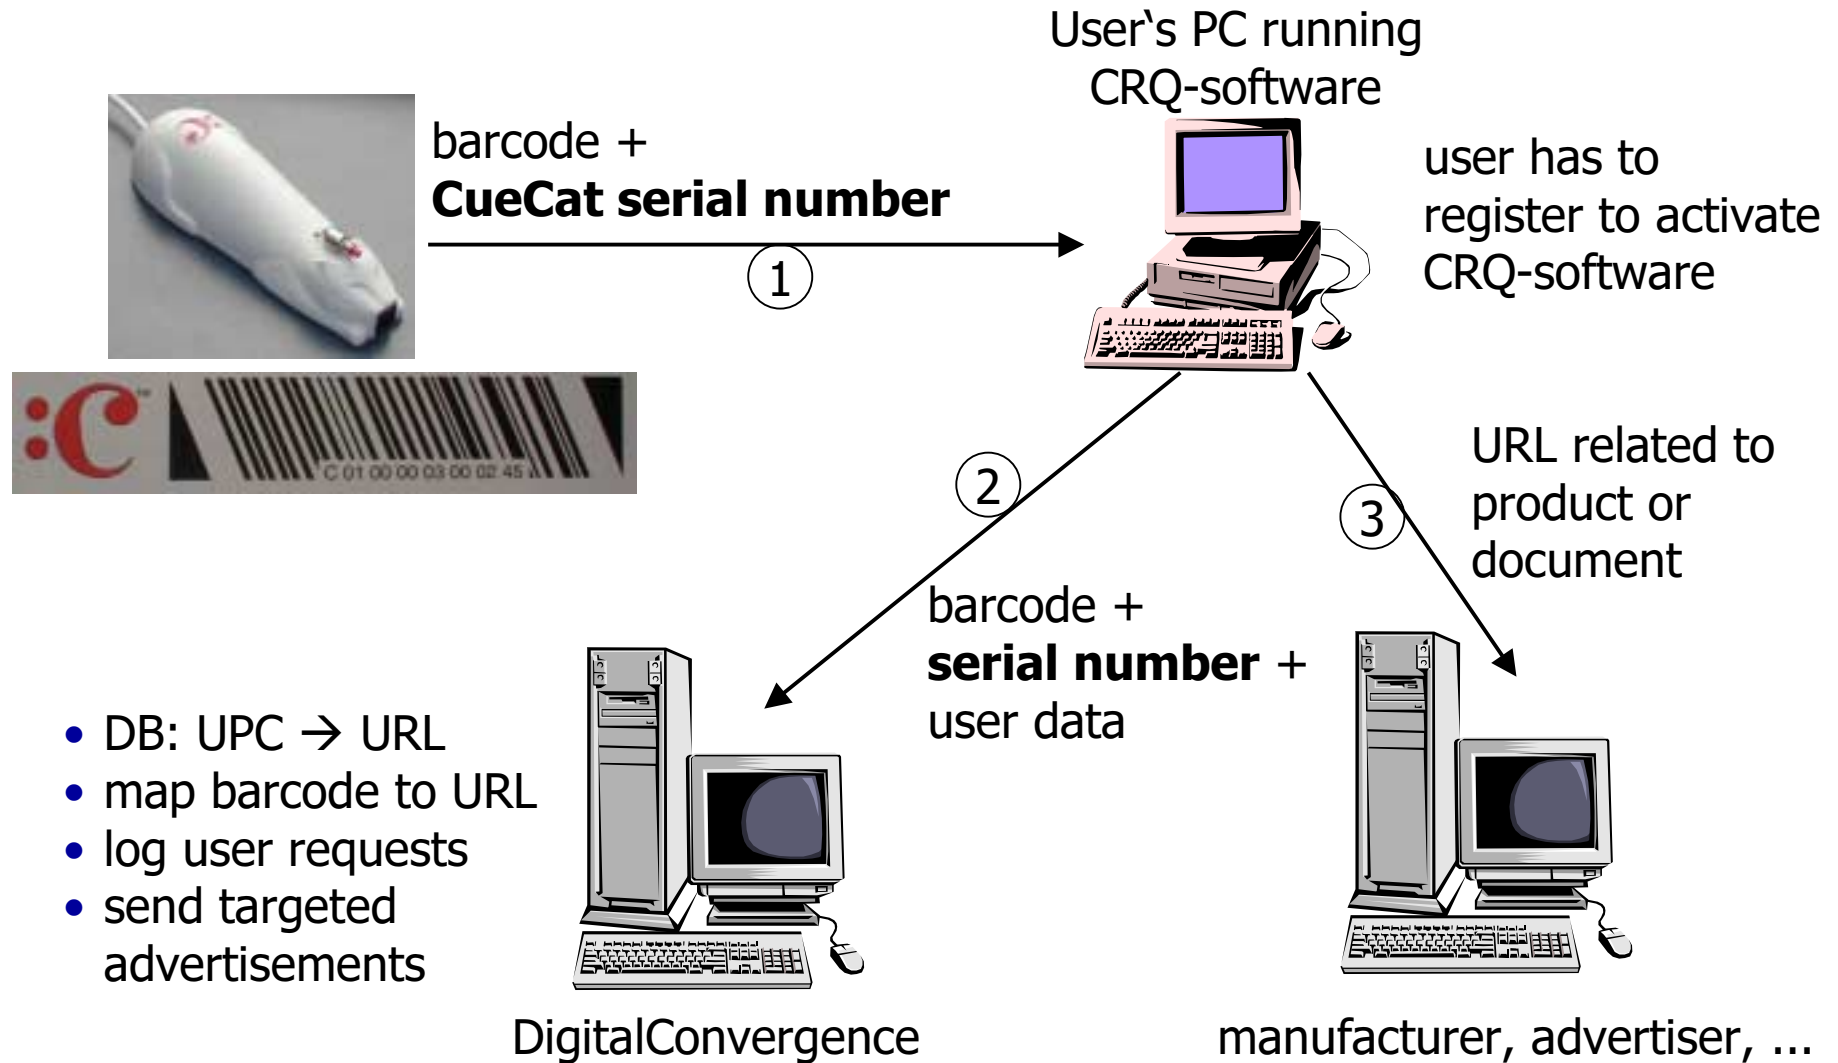 User‘s PC running
CRQ-software
barcode +
CueCat serial number
1
user has to
register to activate
CRQ-software
:C™
C 01 00 00 03 00 02 45
2
3
URL related to
product or
document
barcode +
serial number +
user data
• DB: UPC → URL
• map barcode to URL
• log user requests
• send targeted
advertisements
DigitalConvergence
manufacturer, advertiser, ...